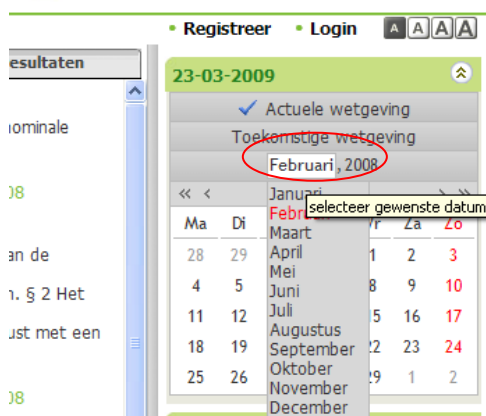 • Registreer • Login A A A A
esultaten
nominale
08
an de
n. § 2 Het
ust met een
08
23-03-2009
Actuele wetgeving
Toekomstige wetgeving
Februari , 2008
« < > »
Januari
selecteer gewenste datum
Februari
Maart
April
Mei
Juni
Juli
Augustus
September
Oktober
November
December
Ma Di Vr Za Zo
28 29 1 2 3
4 5 8 9 10
11 12 15 16 17
18 19 22 23 24
25 26 29 1 2